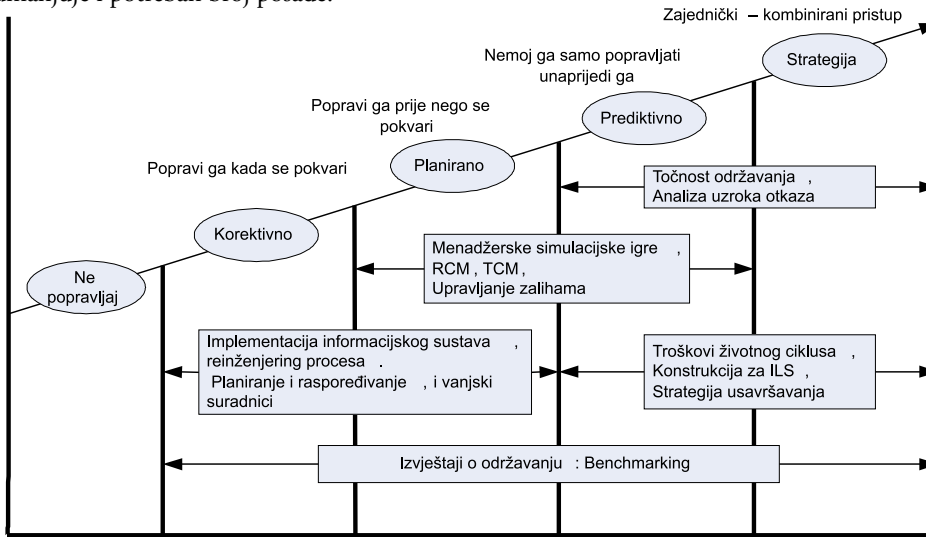 i potreban broj posade.
Zajednički – kombinirani pristup
Strategija
Nemoj ga samo popravljati
unaprijedi ga
Prediktivno
Popravi ga prije nego se
pokvari
Planirano
Popravi ga kada se pokvari
Korektivno
Ne
popravljaj
Točnost održavanja ,
Analiza uzroka otkaza
Menadžerske simulacijske igre ,
RCM , TCM ,
Upravljanje zalihama
Implementacija informacijskog sustava ,
reinženjering procesa .
Planiranje i raspoređivanje , i vanjski
suradnici
Troškovi životnog ciklusa ,
Konstrukcija za ILS ,
Strategija usavršavanja
Izvještaji o održavanju : Benchmarking